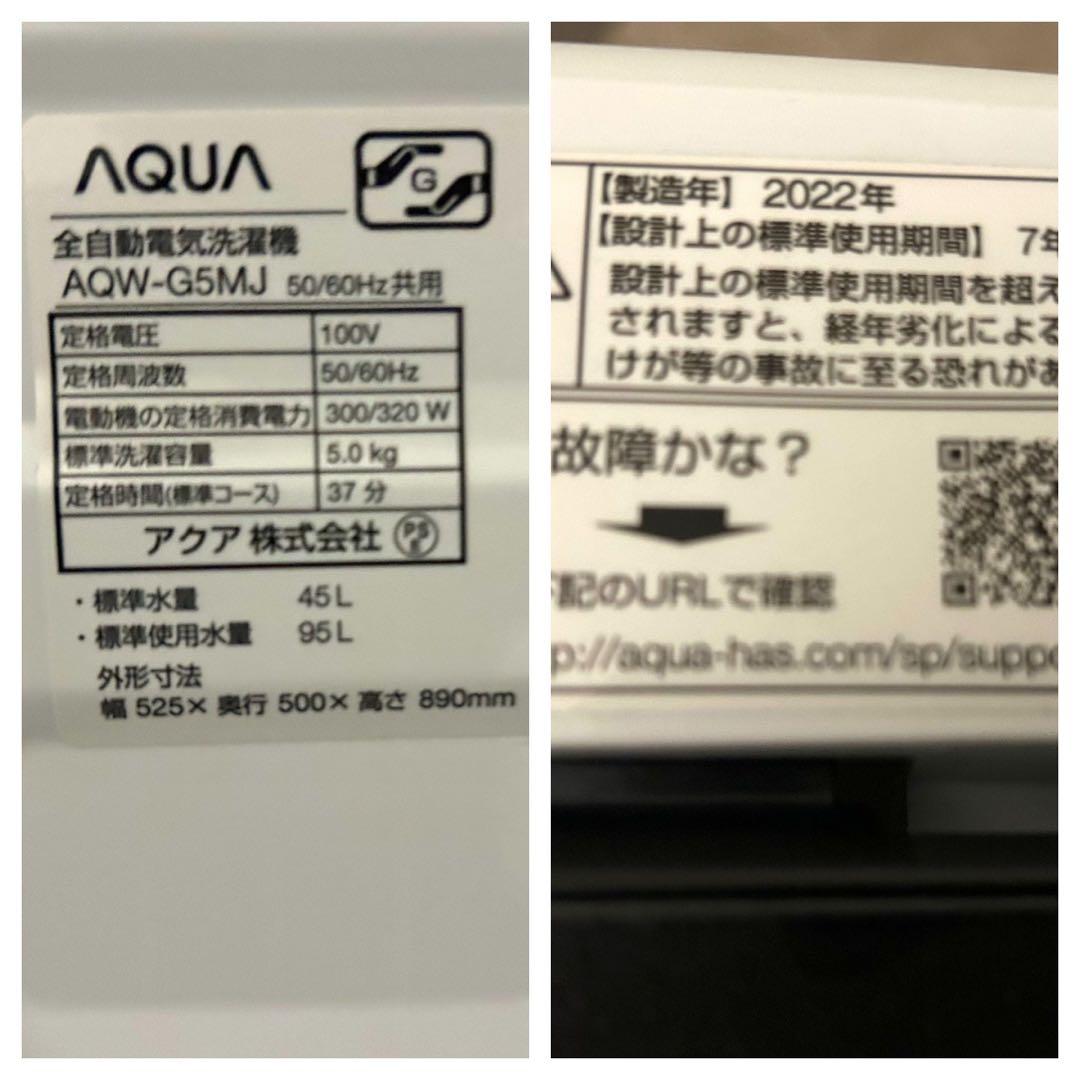 AQUA
G
全自動電気洗濯機
AQW-G5MJ 50/60Hz共用
定格電圧 100V
定格周波数 50/60Hz
電動機の定格消費電力 300/320 W
標準洗濯容量 5.0 kg
定格時間(標準コース) 37 分
アクア 株式会社 PS E
・標準水量 45L
・標準使用水量 95L
外形寸法
幅 525× 奥行 500× 高さ 890mm
【製造年】 2022年
【設計上の標準使用期間】 7年
設計上の標準使用期間を超え
されますと、経年劣化による
けが等の事故に至る恐れがあ
故障かな？
下記のURLで確認
p://aqua-has.com/sp/suppo